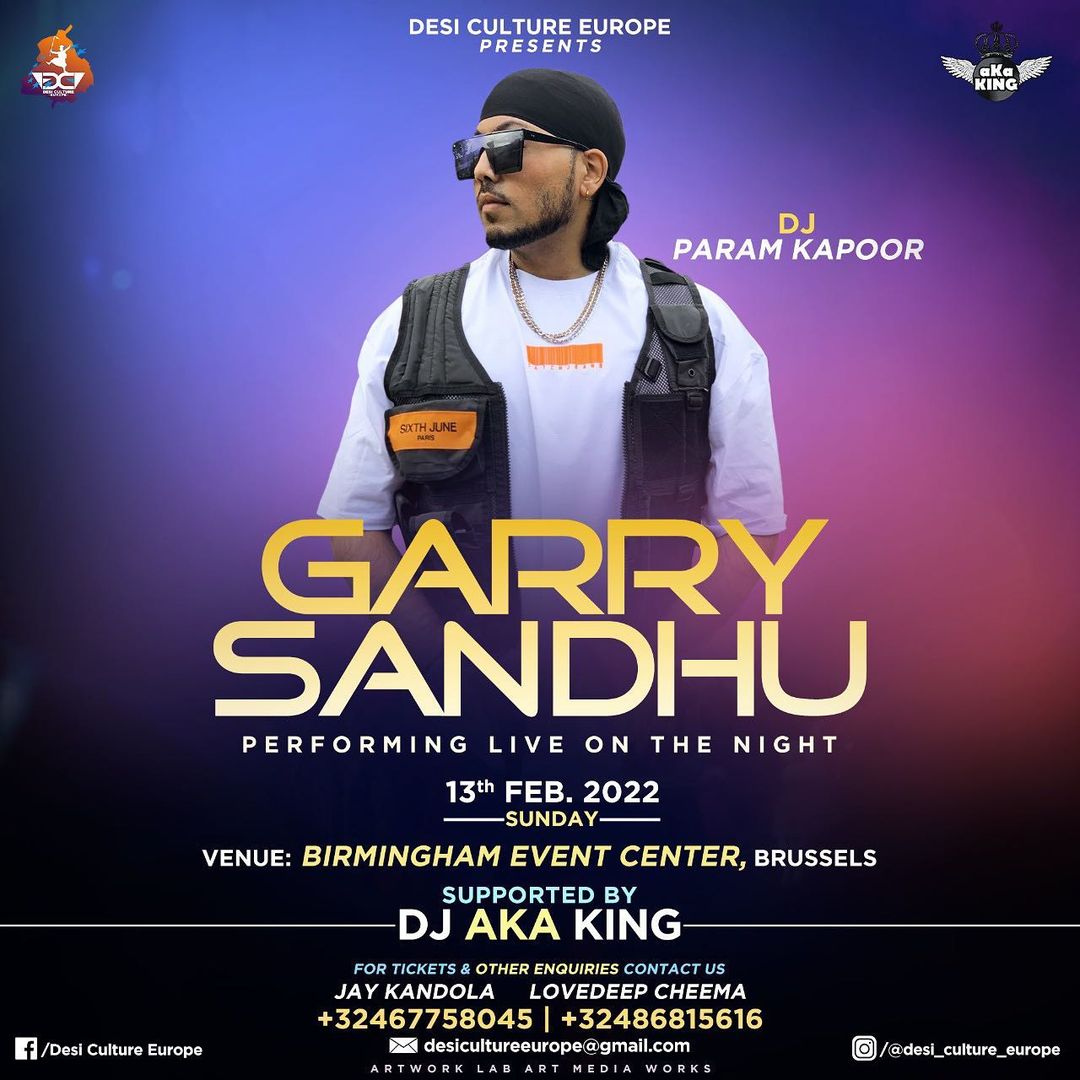 DESI CULTURE EUROPE
PRESENTS
DESI CULTURE
EUROPE
aKa
KING
DJ
PARAM KAPOOR
SIXTH JUNE
PARIS
GARRY
SANDHU
PERFORMING LIVE ON THE NIGHT
13th FEB. 2022
SUNDAY
VENUE: BIRMINGHAM EVENT CENTER, BRUSSELS
SUPPORTED BY
DJ AKA KING
FOR TICKETS & OTHER ENQUIRIES CONTACT US
JAY KANDOLA LOVEDEEP CHEEMA
+32467758045 | +32486815616
/Desi Culture Europe
desicultureeurope@gmail.com
/@desi_culture_europe
ARTWORK LAB ART MEDIA WORKS